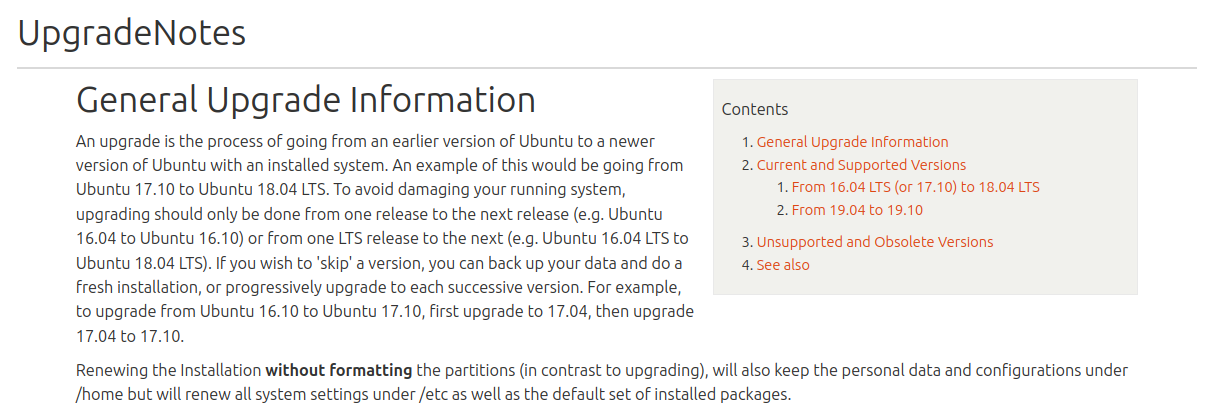 UpgradeNotes
General Upgrade Information
An upgrade is the process of going from an earlier version of Ubuntu to a newer
version of Ubuntu with an installed system. An example of this would be going from
Ubuntu 17.10 to Ubuntu 18.04 LTS. To avoid damaging your running system,
upgrading should only be done from one release to the next release (e.g. Ubuntu
16.04 to Ubuntu 16.10) or from one LTS release to the next (e.g. Ubuntu 16.04 LTS to
Ubuntu 18.04 LTS). If you wish to 'skip' a version, you can back up your data and do a
fresh installation, or progressively upgrade to each successive version. For example,
to upgrade from Ubuntu 16.10 to Ubuntu 17.10, first upgrade to 17.04, then upgrade
17.04 to 17.10.
Contents
1. General Upgrade Information
2. Current and Supported Versions
1. From 16.04 LTS (or 17.10) to 18.04 LTS
2. From 19.04 to 19.10
3. Unsupported and Obsolete Versions
4. See also
Renewing the Installation without formatting the partitions (in contrast to upgrading), will also keep the personal data and configurations under
/home but will renew all system settings under /etc as well as the default set of installed packages.